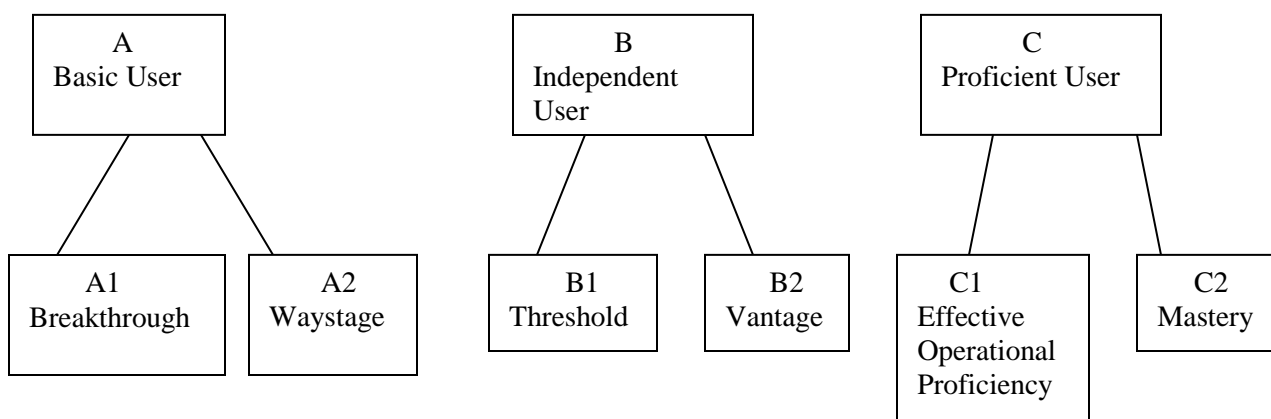 A
Basic User
B
Independent
User
C
Proficient User
A1
Breakthrough
A2
Waystage
B1
Threshold
B2
Vantage
C1
Effective
Operational
Proficiency
C2
Mastery